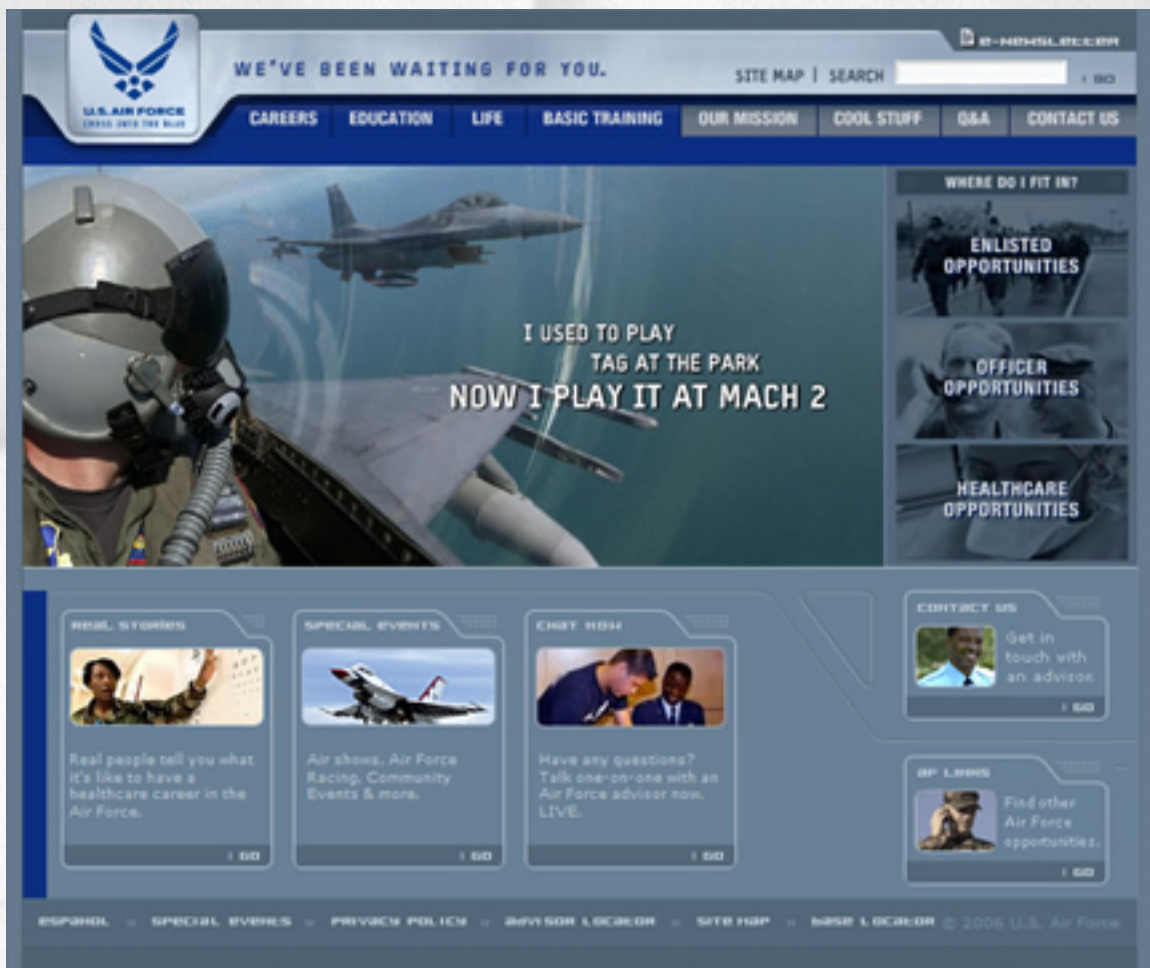 e-newsletter
WE'VE BEEN WAITING FOR YOU.
SITE MAP | SEARCH
GO
U.S. AIR FORCE
CROSS INTO THE BLUE
CAREERS EDUCATION LIFE BASIC TRAINING OUR MISSION COOL STUFF Q&A CONTACT US
WHERE DO I FIT IN?
ENLISTED
OPPORTUNITIES
OFFICER
OPPORTUNITIES
HEALTHCARE
OPPORTUNITIES
I USED TO PLAY
TAG AT THE PARK
NOW I PLAY IT AT MACH 2
REAL STORIES
Real people tell you what
it's like to have a
healthcare career in the
Air Force.
GO
SPECIAL EVENTS
Air shows, Air Force
Racing, Community
Events & more.
GO
CHAT NOW
Have any questions?
Talk one-on-one with an
Air Force advisor now.
LIVE.
GO
CONTACT US
Get in
touch with
an advisor.
GO
AF LINKS
Find other
Air Force
opportunities.
GO
ESPANOL :: SPECIAL EVENTS :: PRIVACY POLICY :: ADVISOR LOCATOR :: SITE MAP :: BASE LOCATOR © 2006 U.S. Air Force